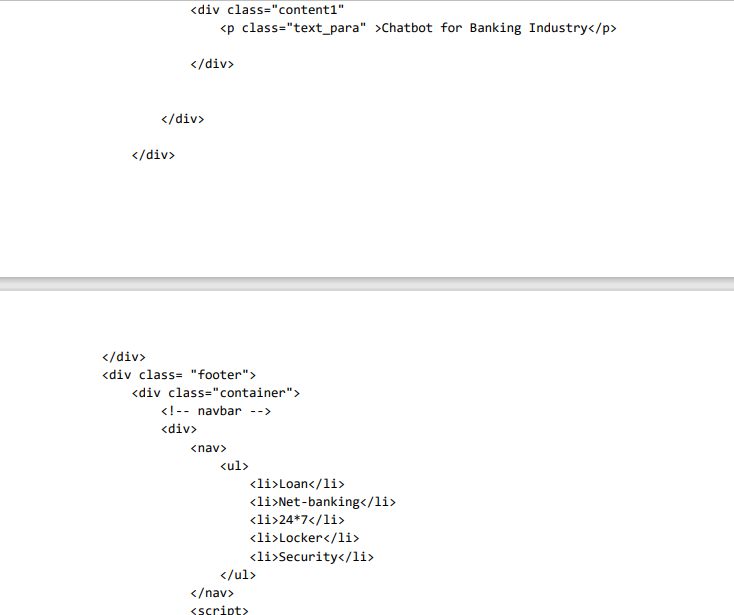 <div class="content1"
<p class="text_para" >Chatbot for Banking Industry</p>
</div>
</div>
</div>
</div>
<div class= "footer">
<div class="container">
<!-- navbar -->
<div>
<nav>
<ul>
<li>Loan</li>
<li>Net-banking</li>
<li>24*7</li>
<li>Locker</li>
<li>Security</li>
</ul>
</nav>
<script>